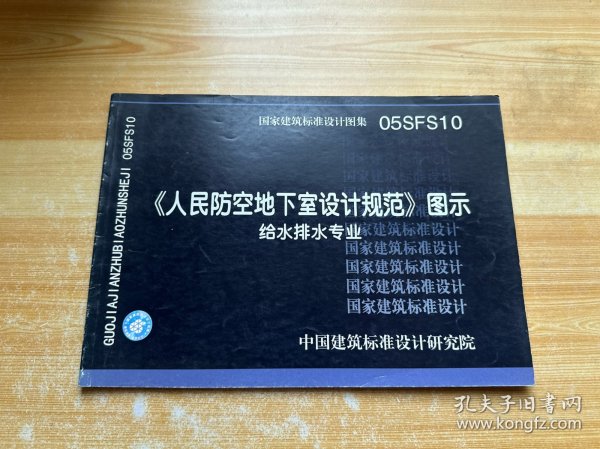 国家建筑标准设计图集 05SFS10
《人民防空地下室设计规范》图示
给水排水专业
国家建筑标准设计
国家建筑标准设计
国家建筑标准设计
国家建筑标准设计
国家建筑标准设计
中国建筑标准设计研究院
GUOJIAJIANZHUBIAOZHUNSHEJI 05SFS10
孔夫子旧书网
www.kongfz.com